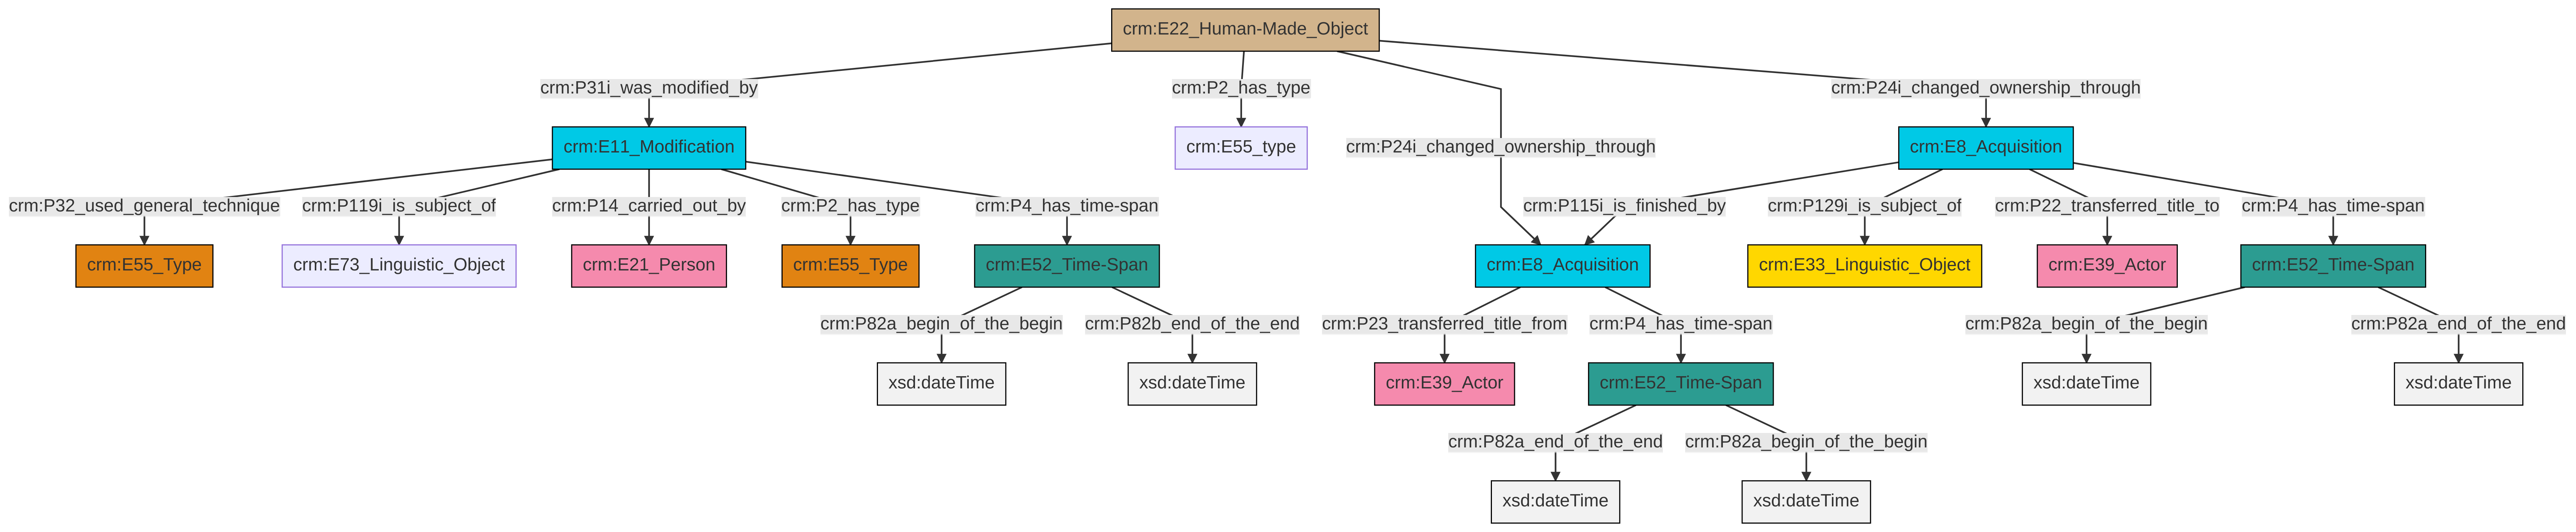 crm:E22_Human-Made_Object
crm:P31i_was_modified_by
crm:P2_has_type
crm:P24i_changed_ownership_through
crm:E11_Modification
crm:E55_type
crm:P24i_changed_ownership_through
crm:E8_Acquisition
crm:P32_used_general_technique
crm:P119i_is_subject_of
crm:P14_carried_out_by
crm:P2_has_type
crm:P4_has_time-span
crm:P115i_is_finished_by
crm:P129i_is_subject_of
crm:P22_transferred_title_to
crm:P4_has_time-span
crm:E55_Type
crm:E73_Linguistic_Object
crm:E21_Person
crm:E55_Type
crm:E52_Time-Span
crm:E8_Acquisition
crm:E33_Linguistic_Object
crm:E39_Actor
crm:E52_Time-Span
crm:P82a_begin_of_the_begin
crm:P82b_end_of_the_end
crm:P23_transferred_title_from
crm:P4_has_time-span
crm:P82a_begin_of_the_begin
crm:P82a_end_of_the_end
xsd:dateTime
xsd:dateTime
crm:E39_Actor
crm:E52_Time-Span
xsd:dateTime
xsd:dateTime
crm:P82a_end_of_the_end
crm:P82a_begin_of_the_begin
xsd:dateTime
xsd:dateTime